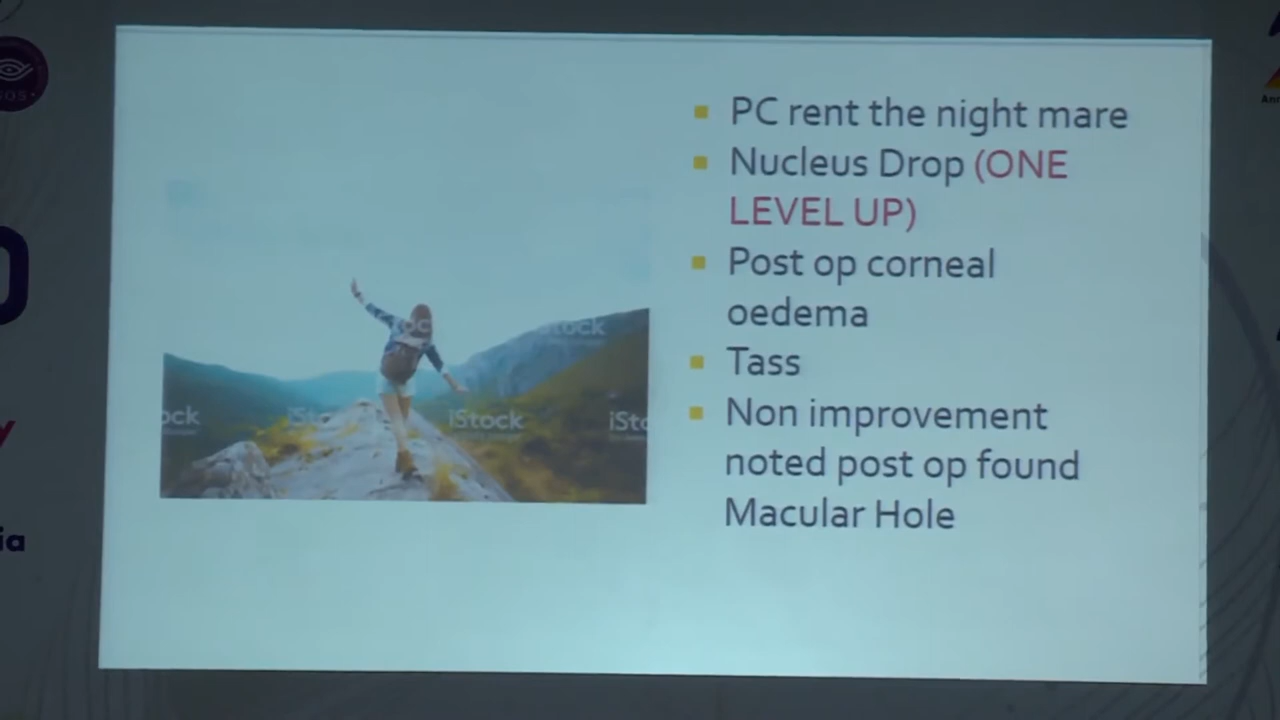 PC rent the night mare
Nucleus Drop (ONE
LEVEL UP)
Post op corneal
oedema
Tass
Non improvement
noted post op found
Macular Hole
iStock
iStock